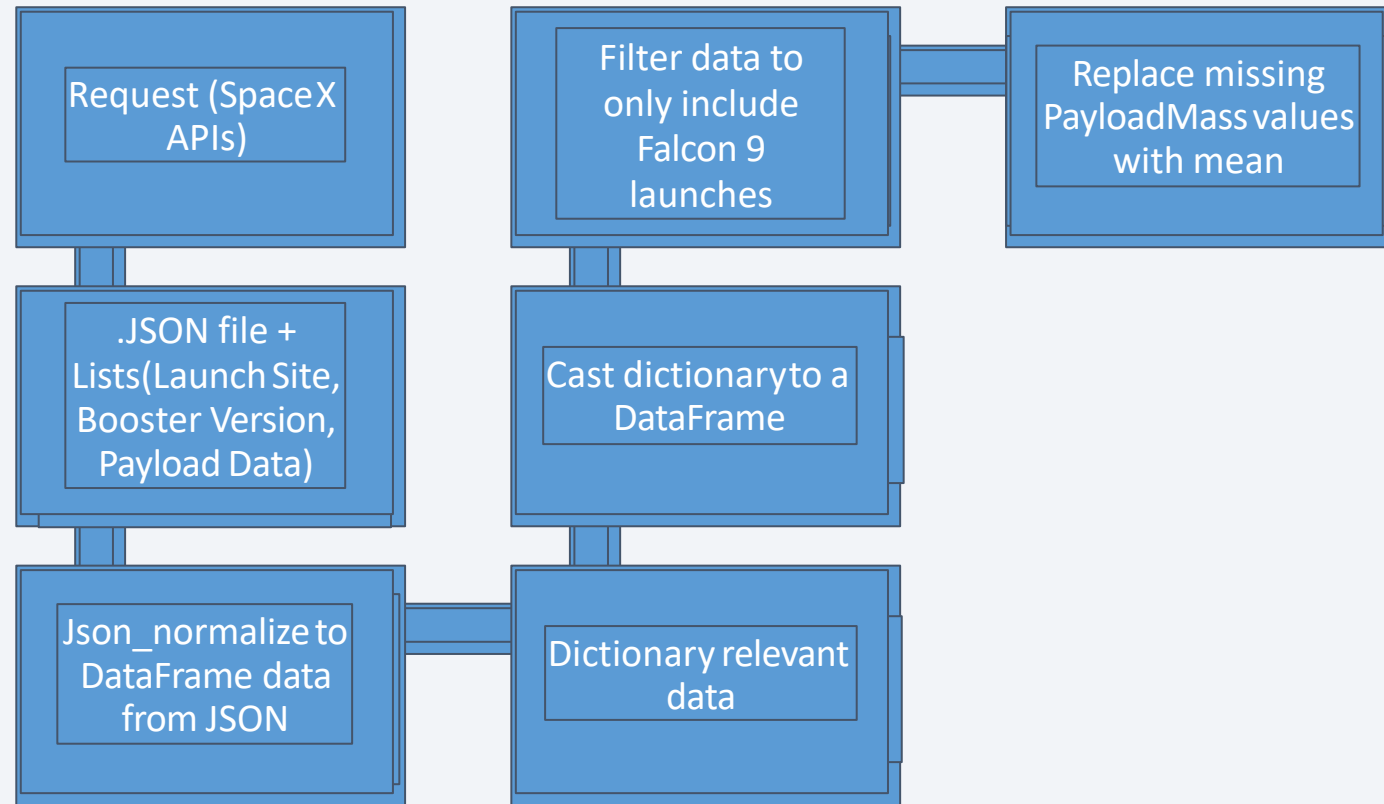 Request (SpaceX
APIs)
.JSON file +
Lists(Launch Site,
Booster Version,
Payload Data)
Json_normalize to
DataFrame data
from JSON
Dictionary relevant
data
Cast dictionary to a
DataFrame
Filter data to
only include
Falcon 9
launches
Replace missing
PayloadMass values
with mean